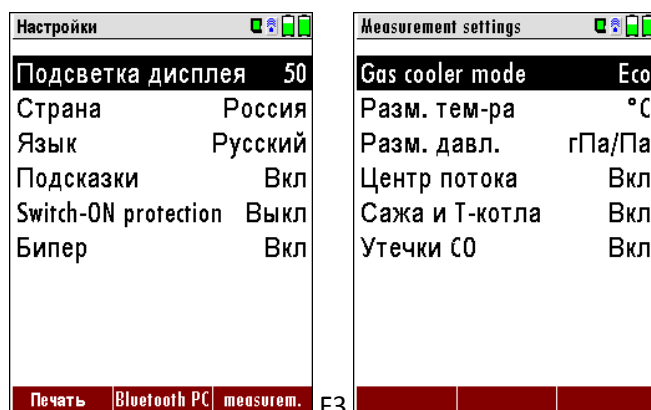 Настройки
Подсветка дисплея 50
Страна Россия
Язык Русский
Подсказки Вкл
Switch-ON protection Выкл
Бипер Вкл
Печать Bluetooth PC measurem.
F3
Measurement settings
Gas cooler mode Eco
Разм. тем-ра °C
Разм. давл. гПа/Па
Центр потока Вкл
Сажа и Т-котла Вкл
Утечки CO Вкл